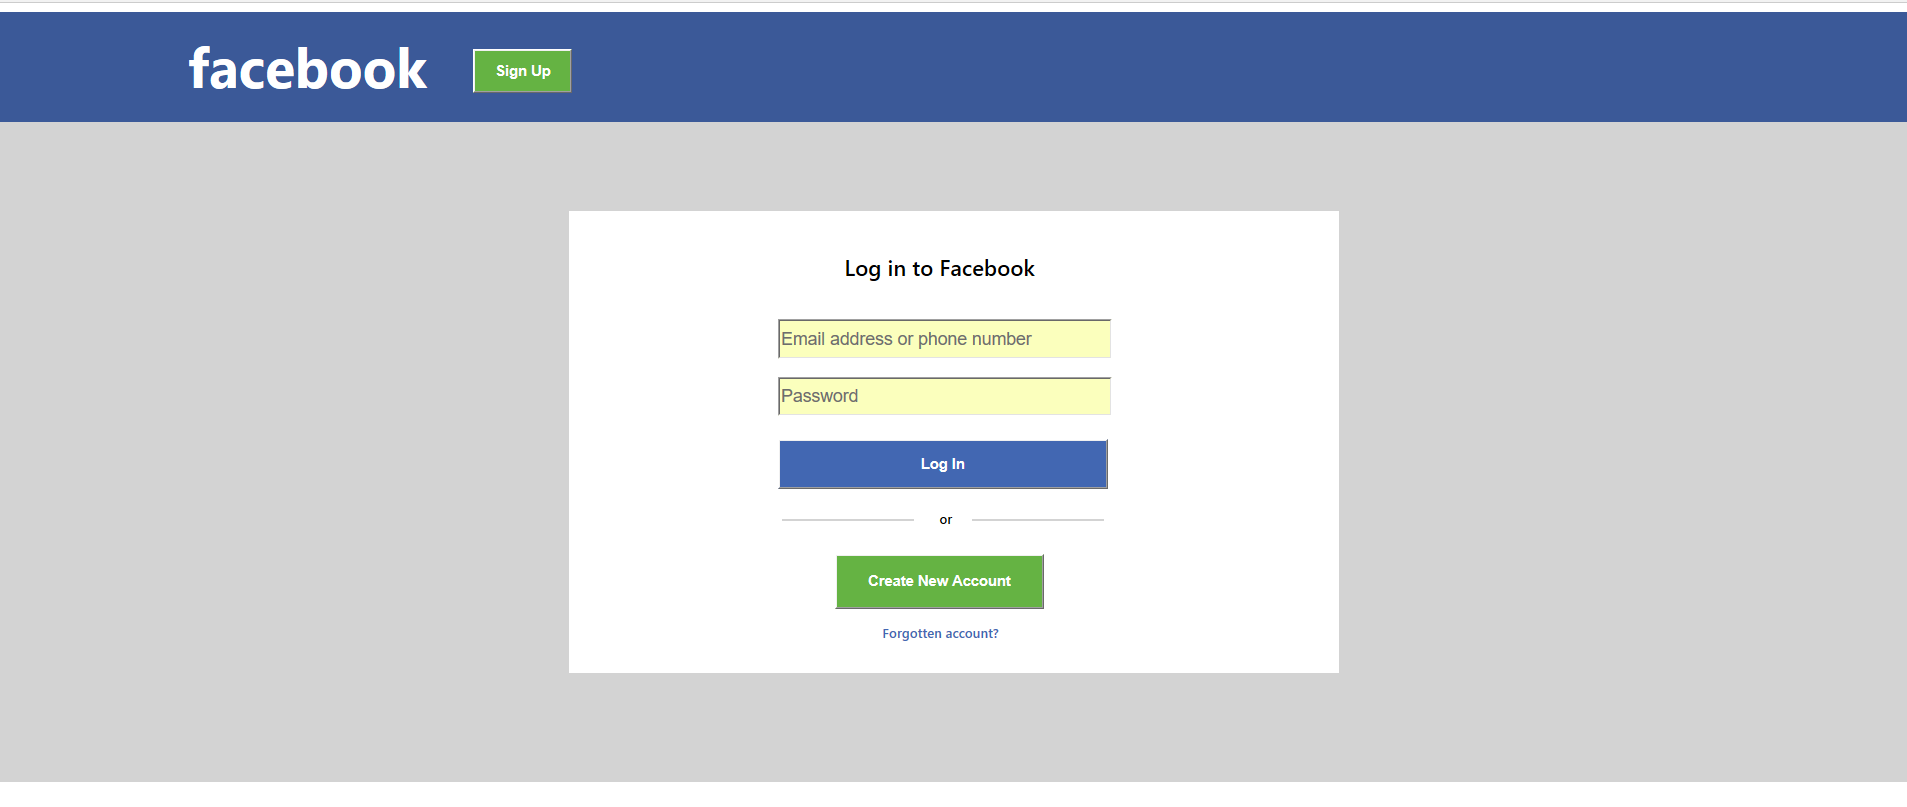 facebook
Sign Up
Log in to Facebook
Email address or phone number
Password
Log In
or
Create New Account
Forgotten account?